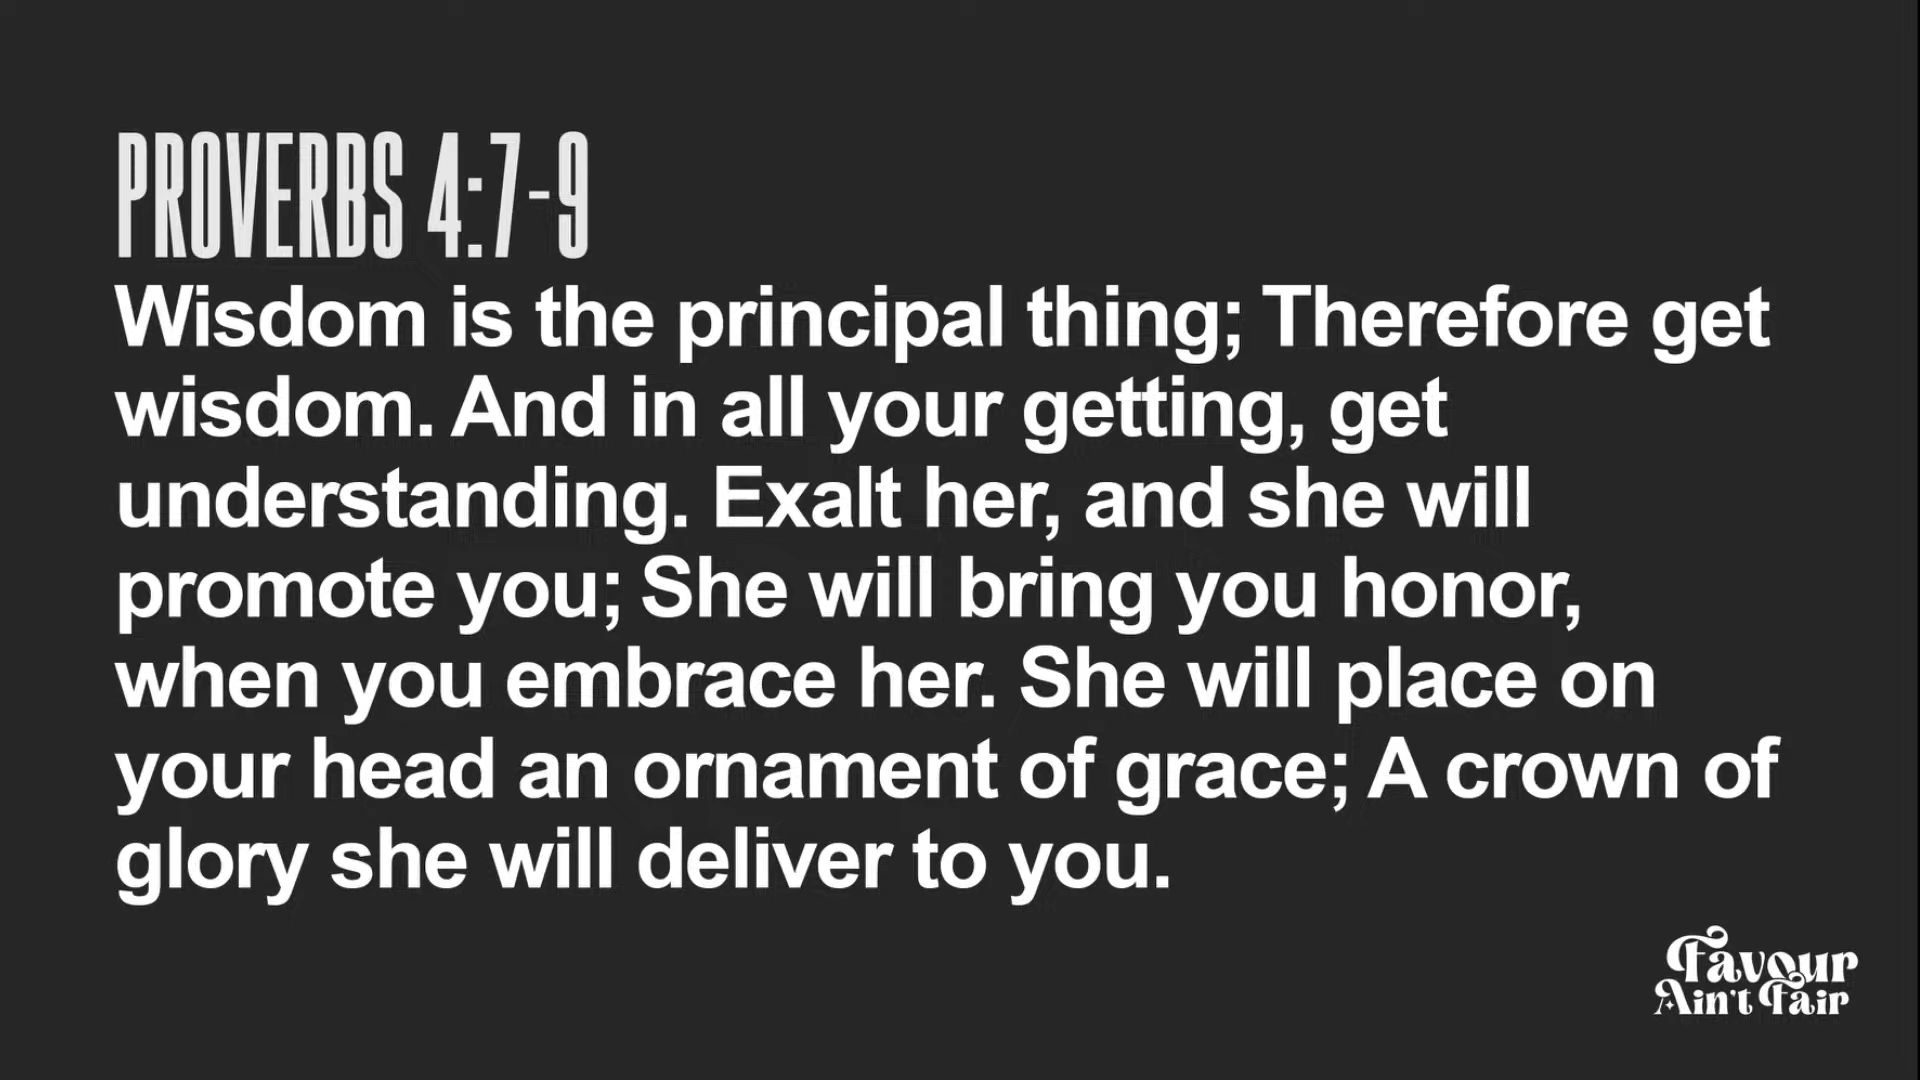 PROVERBS 4:7-9
Wisdom is the principal thing; Therefore get
wisdom. And in all your getting, get
understanding. Exalt her, and she will
promote you; She will bring you honor,
when you embrace her. She will place on
your head an ornament of grace; A crown of
glory she will deliver to you.
Favour
Ain't Fair